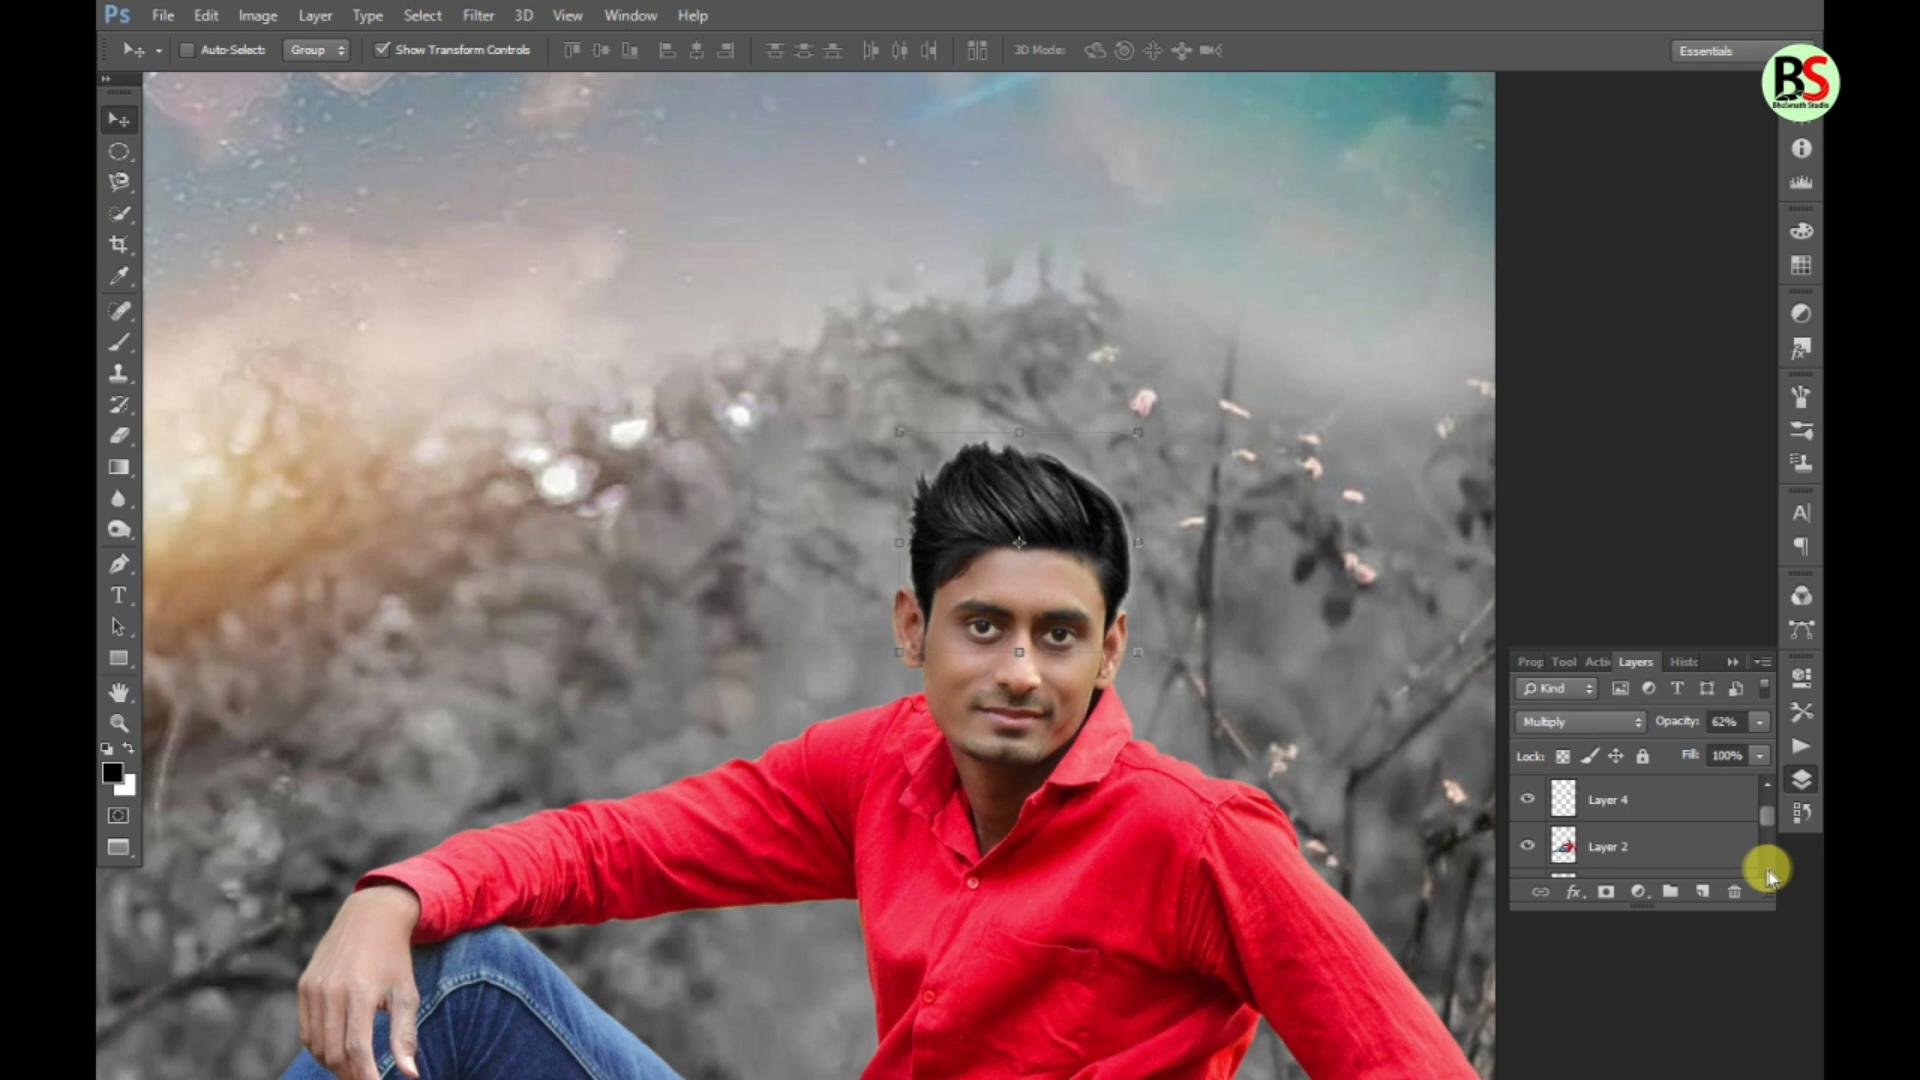 Ps File Edit Image Layer Type Select Filter 3D View Window Help
Auto-Select: Group Show Transform Controls 3D Mode: Essentials
BS
Bholenath Studio
Prop Tool Acti Layers Histo
Kind
Multiply Opacity: 62%
Lock: Fill: 100%
Layer 4
Layer 2